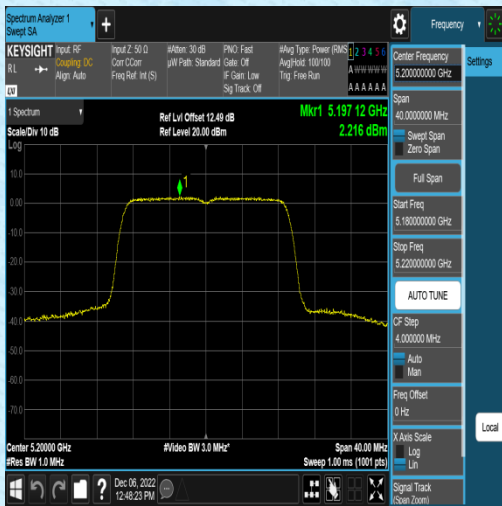 Spectrum Analyzer 1
Swept SA
Frequency
KEYSIGHT
Input: RF
Coupling: DC
Align: Auto
Input Z: 50 Ω
Corr CCorr
Freq Ref: Int (S)
#Atten: 30 dB
µW Path: Standard
PNO: Fast
Gate: Off
IF Gain: Low
Sig Track: Off
#Avg Type: Power (RMS
Avg|Hold: 100/100
Trig: Free Run
1 2 3 4 5 6
A W W W W W
A A A A A A
RL
LXI
1 Spectrum
Scale/Div 10 dB
Ref Lvl Offset 12.49 dB
Ref Level 20.00 dBm
Mkr1 5.197 12 GHz
2.216 dBm
Log
10.0
0.00
-10.0
-20.0
-30.0
-40.0
-50.0
-60.0
-70.0
1
Center 5.20000 GHz
#Res BW 1.0 MHz
#Video BW 3.0 MHz*
Span 40.00 MHz
Sweep 1.00 ms (1001 pts)
Dec 06, 2022
12:48:23 PM
Center Frequency
5.200000000 GHz
Span
40.0000000 MHz
Swept Span
Zero Span
Full Span
Start Freq
5.180000000 GHz
Stop Freq
5.220000000 GHz
AUTO TUNE
CF Step
4.000000 MHz
Auto
Man
Freq Offset
0 Hz
X Axis Scale
Log
Lin
Signal Track
(Span Zoom)
Settings
Local